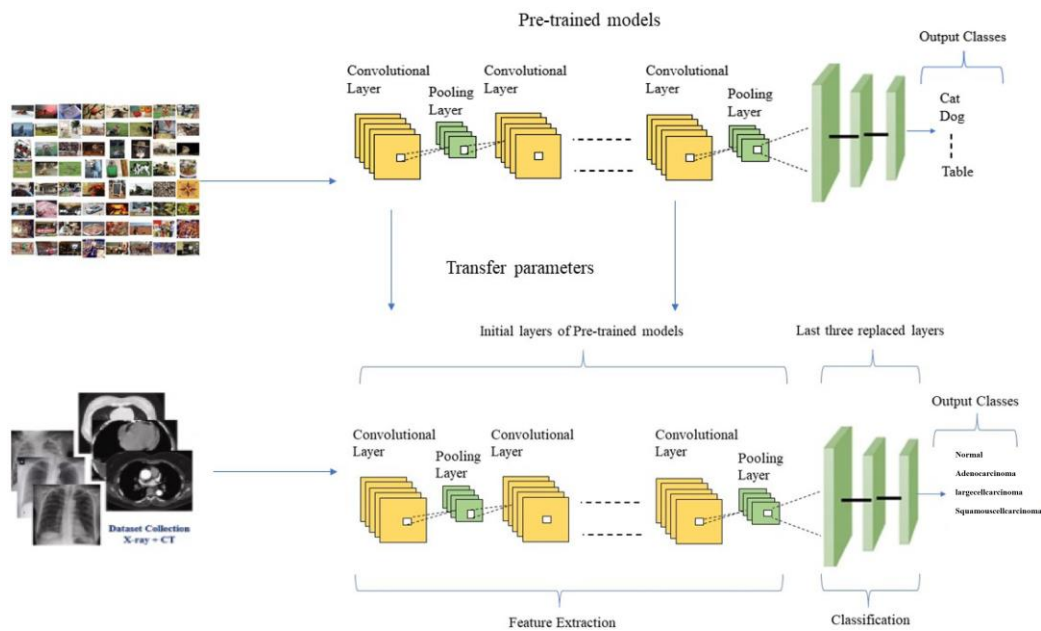 Pre-trained models
Output Classes
Convolutional
Layer
Pooling
Layer
Convolutional
Layer
Convolutional
Layer
Pooling
Layer
Cat
Dog
Table
Transfer parameters
Initial layers of Pre-trained models
Last three replaced layers
Output Classes
Convolutional
Layer
Pooling
Layer
Convolutional
Layer
Convolutional
Layer
Pooling
Layer
Normal
Adenocarcinoma
largecellcarcinoma
Squamouscellcarcinoma
Dataset Collection
X-ray + CT
Feature Extraction
Classification